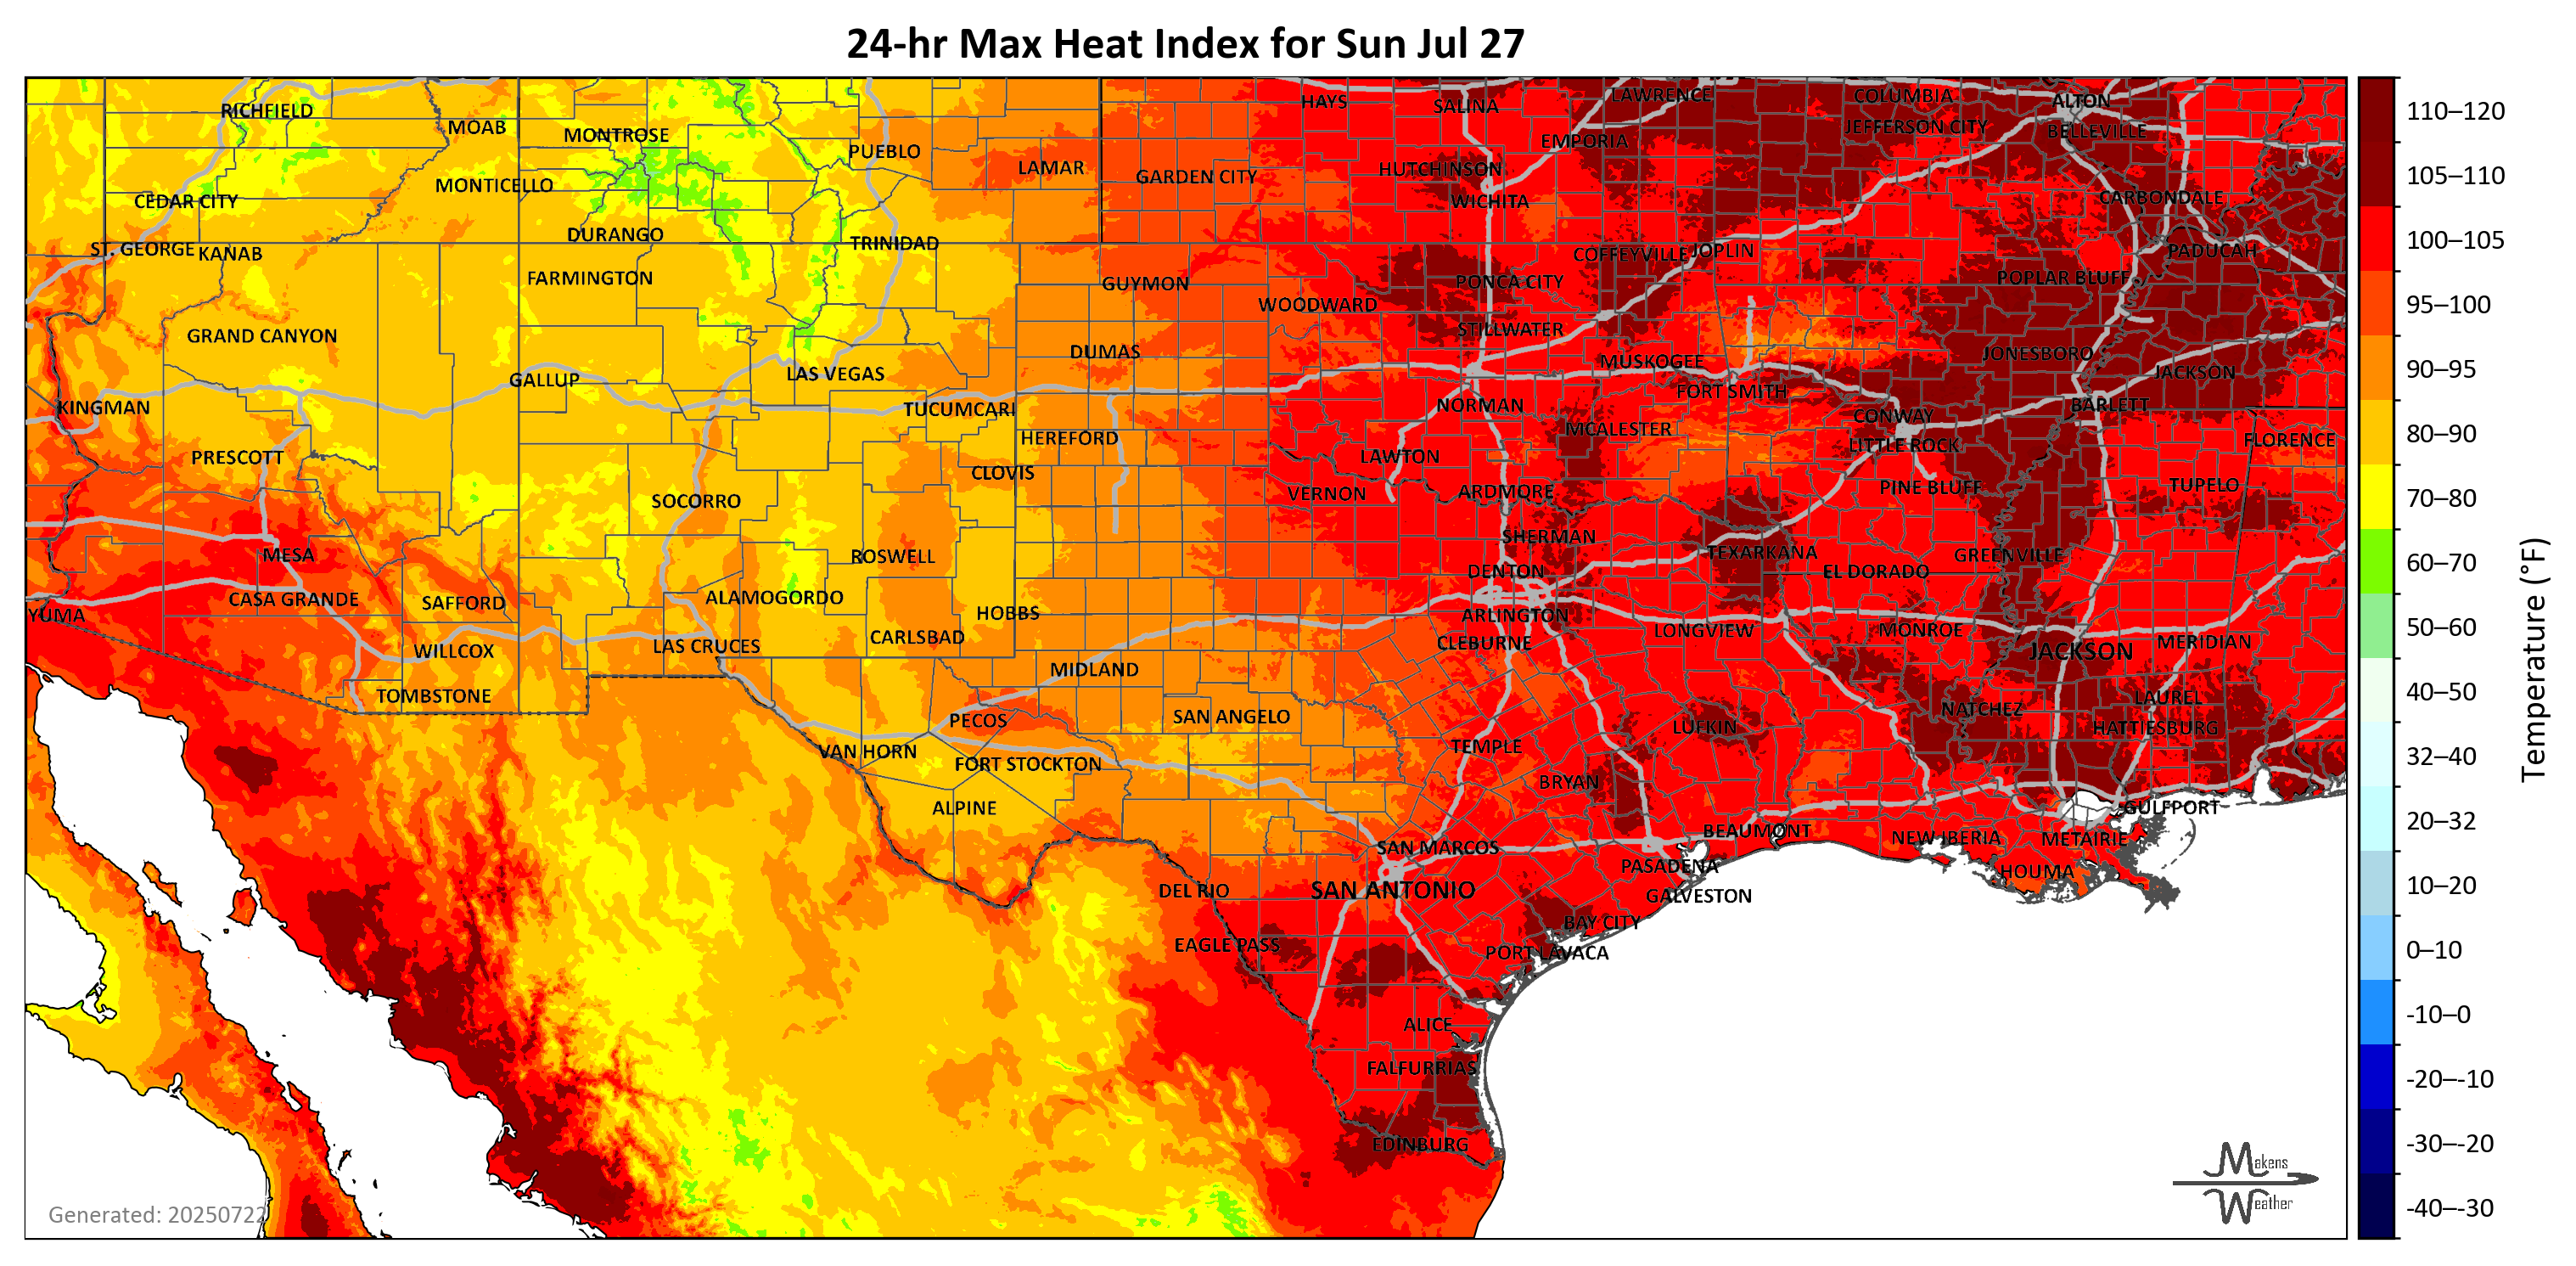 24-hr Max Heat Index for Sun Jul 27
RICHFIELD
MOAB
MONTROSE
PUEBLO
LAMAR
GARDEN CITY
HAYS
SALINA
LAWRENCE
COLUMBIA
ALTON
JEFFERSON CITY
BELLEVILLE
EMPORIA
HUTCHINSON
WICHITA
CARBONDALE
MONTICELLO
CEDAR CITY
DURANGO
TRINIDAD
ST. GEORGE
KANAB
FARMINGTON
GUYMON
WOODWARD
PONCA CITY
COFFEYVILLE
JOPLIN
POPLAR BLUFF
PADUCAH
GRAND CANYON
STILLWATER
DUMAS
MUSKOGEE
JONESBORO
JACKSON
GALLUP
LAS VEGAS
FORT SMITH
KINGMAN
TUCUMCARI
NORMAN
CONWAY
BARLETT
HEREFORD
MCALESTER
LITTLE ROCK
FLORENCE
PRESCOTT
CLOVIS
LAWTON
SOCORRO
VERNON
ARDMORE
PINE BLUFF
TUPELO
MESA
ROSWELL
SHERMAN
TEXARKANA
GREENVILLE
DENTON
EL DORADO
CASA GRANDE
SAFFORD
ALAMOGORDO
HOBBS
YUMA
ARLINGTON
LONGVIEW
MONROE
CARLSBAD
CLEBURNE
LAS CRUCES
WILLCOX
JACKSON
MERIDIAN
MIDLAND
TOMBSTONE
LAUREL
NATCHEZ
PECOS
SAN ANGELO
LUFKIN
HATTIESBURG
VAN HORN
FORT STOCKTON
TEMPLE
BRYAN
ALPINE
GULFPORT
BEAUMONT
NEW IBERIA
METAIRIE
SAN MARCOS
PASADENA
HOUMA
DEL RIO
SAN ANTONIO
GALVESTON
BAY CITY
EAGLE PASS
PORT LAVACA
ALICE
FALFURRIAS
EDINBURG
Generated: 20250722
Makens
Weather
110–120
105–110
100–105
95–100
90–95
80–90
70–80
60–70
50–60
40–50
32–40
20–32
10–20
0–10
-10–0
-20–-10
-30–-20
-40–-30
Temperature (°F)